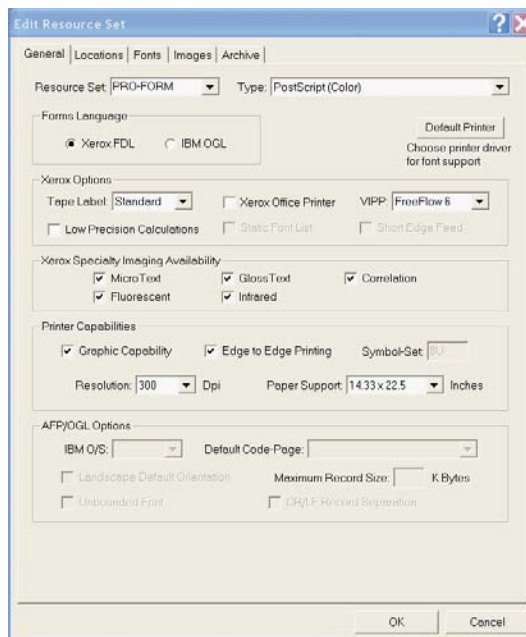 Edit Resource Set
General Locations Fonts Images Archive
Resource Set: PRO-FORM Type: PostScript (Color)
Forms Language
Xerox FDL IBM OGL
Default Printer
Choose printer driver
for font support
Xerox Options
Tape Label: Standard Xerox Office Printer VIPP: FreeFlow 6
Low Precision Calculations Static Font List Short Edge Feed
Xerox Specialty Imaging Availability
MicroText GlossText Correlation
Fluorescent Infrared
Printer Capabilities
Graphic Capability Edge to Edge Printing Symbol-Set:
Resolution: 300 Dpi Paper Support: 14.33 x 22.5 Inches
AFP/OGL Options
IBM O/S: Default Code-Page:
Landscape Default Orientation Maximum Record Size: K Bytes
Unbounded Font CR/LF Record Separation
OK Cancel